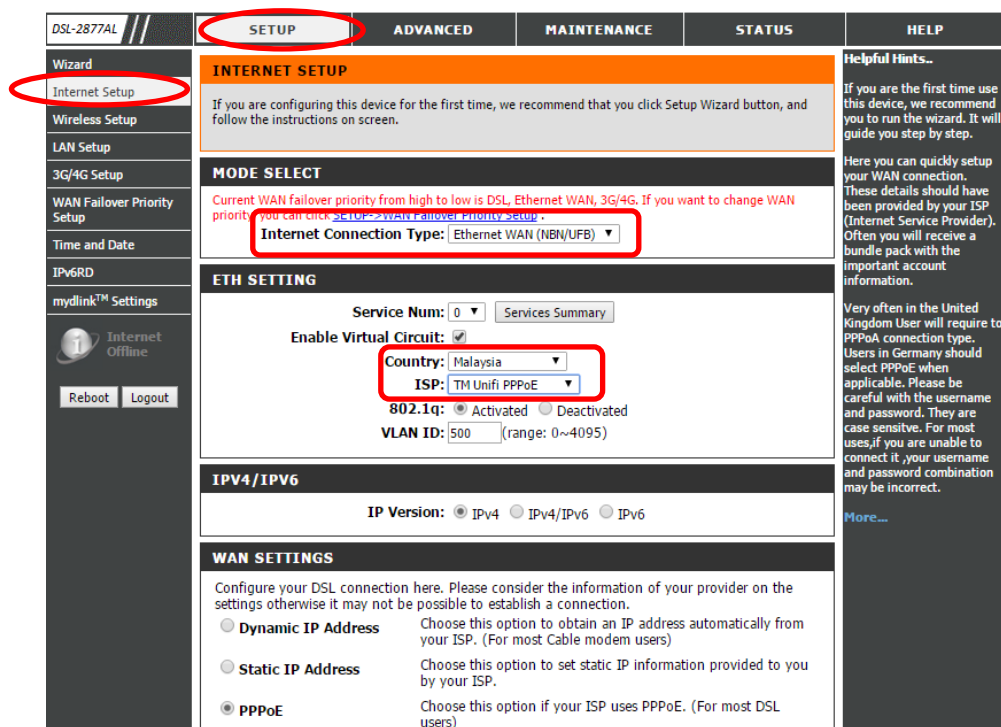 DSL-2877AL
SETUP
ADVANCED
MAINTENANCE
STATUS
HELP
Wizard
Internet Setup
Wireless Setup
LAN Setup
3G/4G Setup
WAN Failover Priority
Setup
Time and Date
IPv6RD
mydlink™ Settings
Internet
Offline
Reboot
Logout
INTERNET SETUP
If you are configuring this device for the first time, we recommend that you click Setup Wizard button, and
follow the instructions on screen.
MODE SELECT
Current WAN failover priority from high to low is DSL, Ethernet WAN, 3G/4G. If you want to change WAN
priority, you can click SETUP->WAN Failover Priority Setup .
Internet Connection Type: Ethernet WAN (NBN/UFB)
ETH SETTING
Service Num: 0 Services Summary
Enable Virtual Circuit:
Country: Malaysia
ISP: TM Unifi PPPoE
802.1q: Activated Deactivated
VLAN ID: 500 (range: 0~4095)
IPV4/IPV6
IP Version: IPv4 IPv4/IPv6 IPv6
WAN SETTINGS
Configure your DSL connection here. Please consider the information of your provider on the
settings otherwise it may not be possible to establish a connection.
Dynamic IP Address Choose this option to obtain an IP address automatically from
your ISP. (For most Cable modem users)
Static IP Address Choose this option to set static IP information provided to you
by your ISP.
PPPoE Choose this option if your ISP uses PPPoE. (For most DSL
users)
Helpful Hints..
If you are the first time use
this device, we recommend
you to run the wizard. It will
guide you step by step.
Here you can quickly setup
your WAN connection.
These details should have
been provided by your ISP
(Internet Service Provider).
Often you will receive a
bundle pack with the
important account
information.
Very often in the United
Kingdom User will require to
PPPoA connection type.
Users in Germany should
select PPPoE when
applicable. Please be
careful with the username
and password. They are
case sensitve. For most
uses,if you are unable to
connect it ,your username
and password combination
may be incorrect.
More...